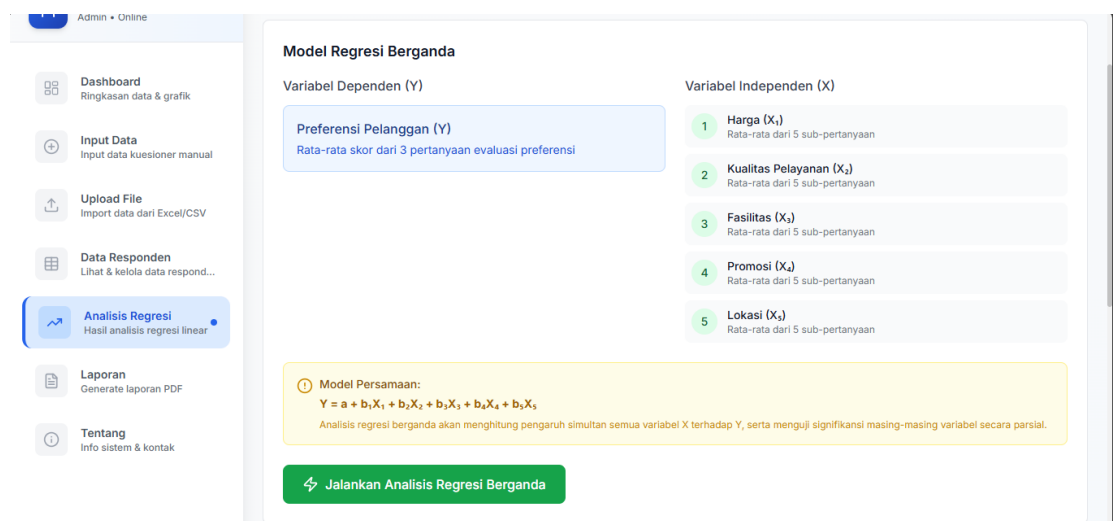 Admin • Online
Dashboard
Ringkasan data & grafik
Input Data
Input data kuesioner manual
Upload File
Import data dari Excel/CSV
Data Responden
Lihat & kelola data respond...
Analisis Regresi
Hasil analisis regresi linear
Laporan
Generate laporan PDF
Tentang
Info sistem & kontak
Model Regresi Berganda
Variabel Dependen (Y)
Preferensi Pelanggan (Y)
Rata-rata skor dari 3 pertanyaan evaluasi preferensi
Variabel Independen (X)
1
Harga (X₁)
Rata-rata dari 5 sub-pertanyaan
2
Kualitas Pelayanan (X₂)
Rata-rata dari 5 sub-pertanyaan
3
Fasilitas (X₃)
Rata-rata dari 5 sub-pertanyaan
4
Promosi (X₄)
Rata-rata dari 5 sub-pertanyaan
5
Lokasi (X₅)
Rata-rata dari 5 sub-pertanyaan
Model Persamaan:
Y = a + b₁X₁ + b₂X₂ + b₃X₃ + b₄X₄ + b₅X₅
Analisis regresi berganda akan menghitung pengaruh simultan semua variabel X terhadap Y, serta menguji signifikansi masing-masing variabel secara parsial.
Jalankan Analisis Regresi Berganda